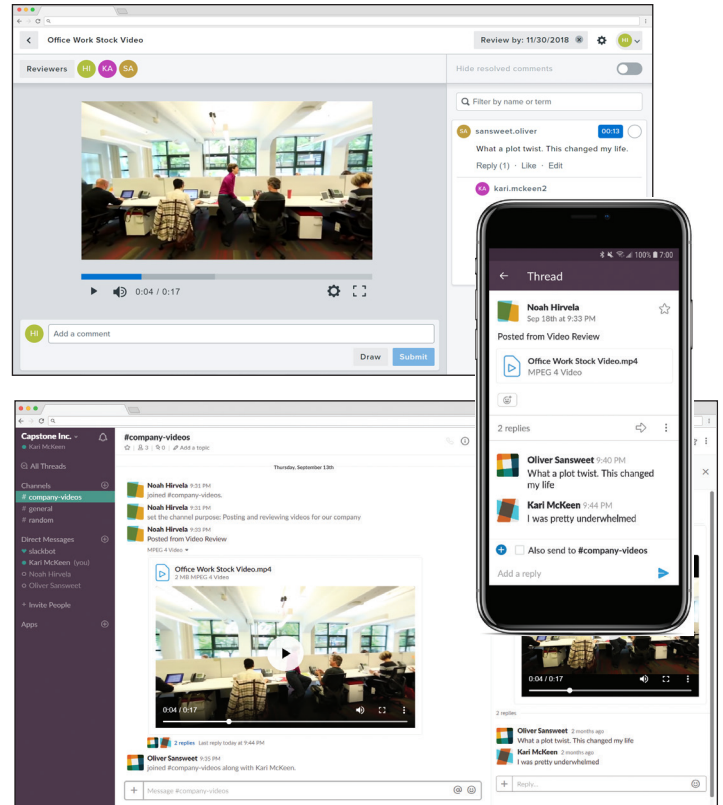 Office Work Stock Video
Review by: 11/30/2018
HI
Reviewers
HI
KA
SA
Hide resolved comments
Filter by name or term
SA
sansweet.oliver
00:13
What a plot twist. This changed my life.
Reply (1) · Like · Edit
KA
kari.mckeen2
0:04 / 0:17
HI
Add a comment
Draw
Submit
100%
7:00
Thread
Noah Hirvela
Sep 18th at 9:33 PM
Posted from Video Review
Office Work Stock Video.mp4
MPEG 4 Video
2 replies
Oliver Sansweet 9:40 PM
What a plot twist. This changed
my life
Kari McKeen 9:44 PM
I was pretty underwhelmed
Also send to #company-videos
Add a reply
Capstone Inc.
Kari McKeen
All Threads
Channels
# company-videos
# general
# random
Direct Messages
slackbot
Kari McKeen (you)
Noah Hirvela
Oliver Sansweet
+ Invite People
Apps
#company-videos
3
0
Add a topic
Thursday, September 13th
Noah Hirvela 9:31 PM
joined #company-videos.
Noah Hirvela 9:31 PM
set the channel purpose: Posting and reviewing videos for our company
Noah Hirvela 9:33 PM
Posted from Video Review
MPEG 4 Video
Office Work Stock Video.mp4
2 MB MPEG 4 Video
0:04 / 0:17
2 replies Last reply today at 9:44 PM
Oliver Sansweet 9:35 PM
joined #company-videos along with Kari McKeen.
Message #company-videos
0:04 / 0:17
2 replies
Oliver Sansweet 2 months ago
What a plot twist. This changed my life
Kari McKeen 2 months ago
I was pretty underwhelmed
Reply...